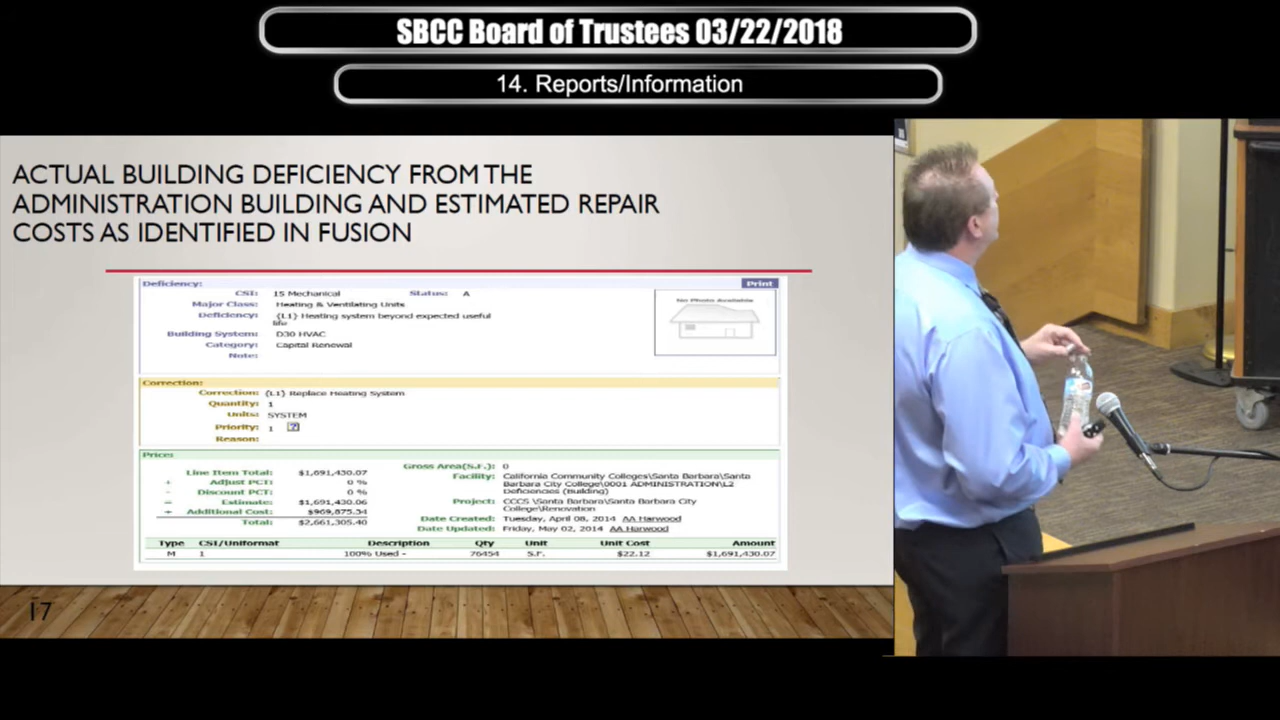 SBCC Board of Trustees 03/22/2018
14. Reports/Information
ACTUAL BUILDING DEFICIENCY FROM THE
ADMINISTRATION BUILDING AND ESTIMATED REPAIR
COSTS AS IDENTIFIED IN FUSION
Deficiency:
Print
CSI: 15 Mechanical Status: A
Major Class: Heating & Ventilating Units
Deficiency: (L1) Heating system beyond expected useful
life
Building System: D30 HVAC
Category: Capital Renewal
Note:
No Photo Available
Correction:
Correction: (L1) Replace Heating System
Quantity: 1
Units: SYSTEM
Priority: 1 ?
Reason:
Price:
Line Item Total: $1,691,430.07
+ Adjust PCT: 0 %
- Discount PCT: 0 %
= Estimate: $1,691,430.06
+ Additional Cost: $969,875.34
Total: $2,661,305.40
Gross Area(S.F.): 0
Facility: California Community Colleges\Santa Barbara\Santa
Barbara City College\0001 ADMINISTRATION\L2
Deficiencies (Building)
Project: CCCS \Santa Barbara\Santa Barbara City
College\Renovation
Date Created: Tuesday, April 08, 2014 AA Harwood
Date Updated: Friday, May 02, 2014 AA Harwood
Type CSI/Uniformat Description Qty Unit Unit Cost Amount
M 1 100% Used - 76454 S.F. $22.12 $1,691,430.07
17